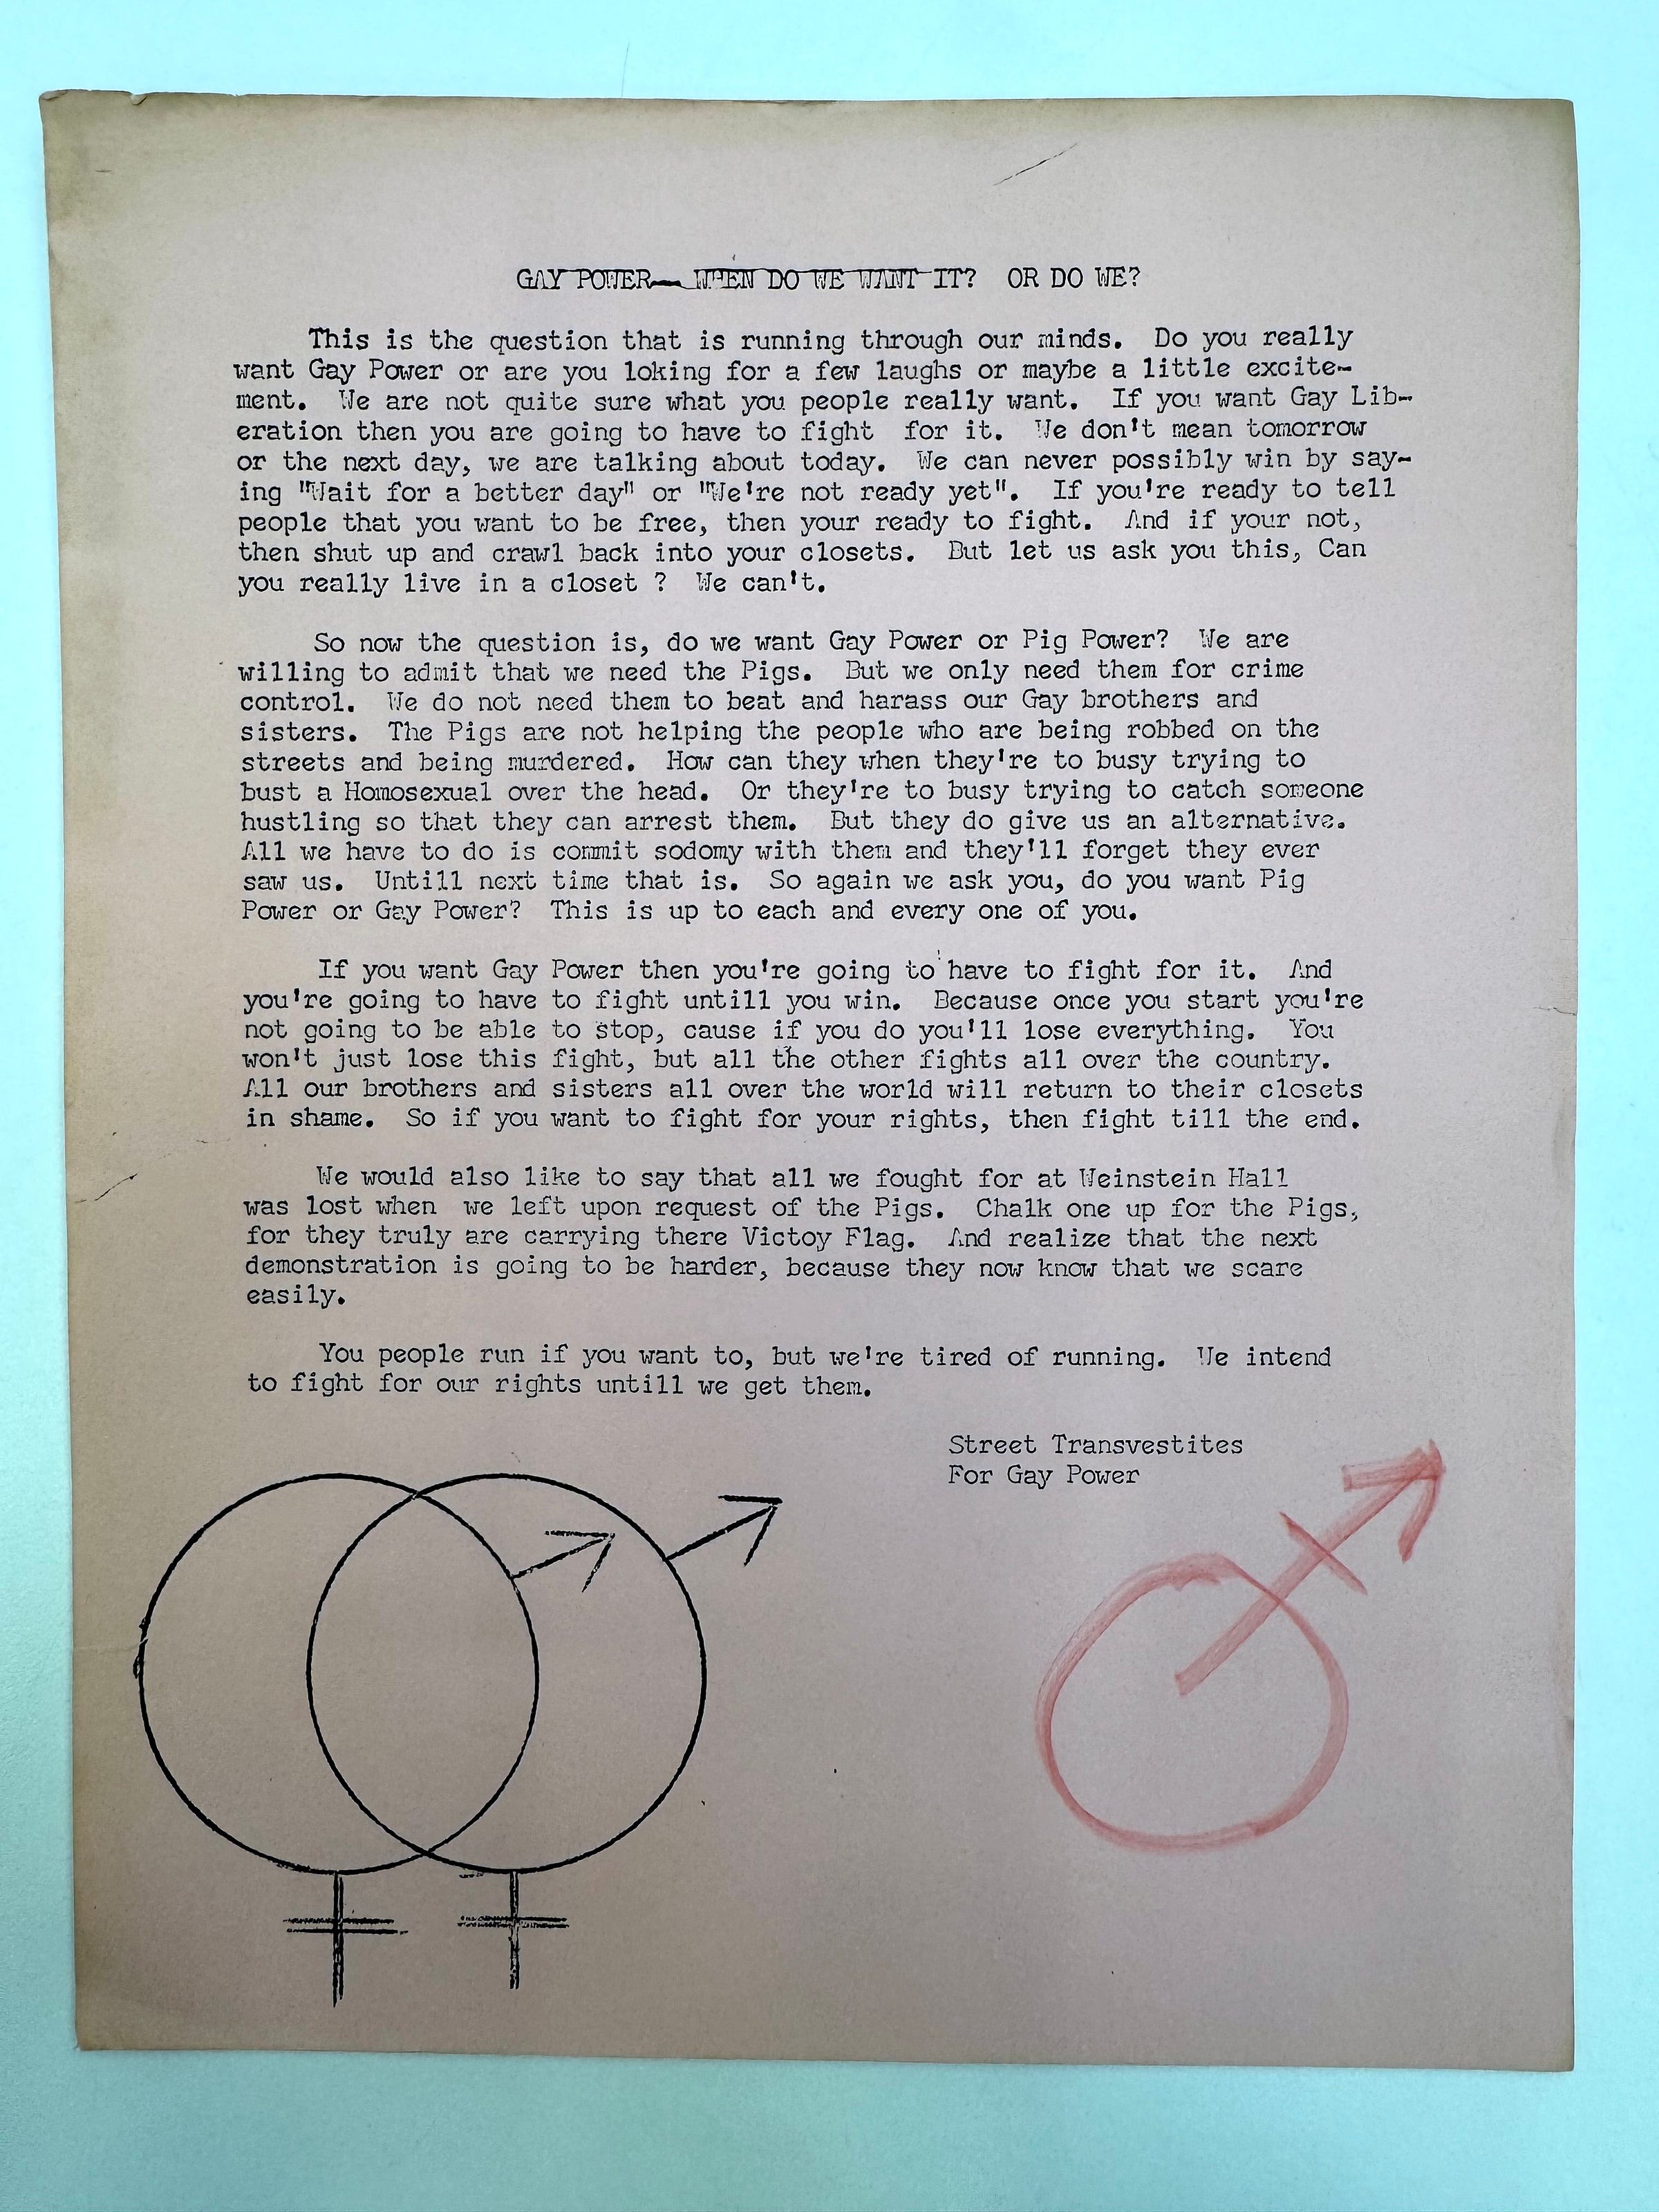 GAY POWER— WHEN DO WE WANT IT?  OR DO WE?
This is the question that is running through our minds.  Do you really
want Gay Power or are you loking for a few laughs or maybe a little excite-
ment.  We are not quite sure what you people really want.  If you want Gay Lib-
eration then you are going to have to fight  for it.  We don't mean tomorrow
or the next day, we are talking about today.  We can never possibly win by say-
ing "Wait for a better day" or "We're not ready yet".  If you're ready to tell
people that you want to be free, then your ready to fight.  And if your not,
then shut up and crawl back into your closets.  But let us ask you this, Can
you really live in a closet ?  We can't.
So now the question is, do we want Gay Power or Pig Power?  We are
willing to admit that we need the Pigs.  But we only need them for crime
control.  We do not need them to beat and harass our Gay brothers and
sisters.  The Pigs are not helping the people who are being robbed on the
streets and being murdered.  How can they when they're to busy trying to
bust a Homosexual over the head.  Or they're to busy trying to catch someone
hustling so that they can arrest them.  But they do give us an alternative.
All we have to do is commit sodomy with them and they'll forget they ever
saw us.  Untill next time that is.  So again we ask you, do you want Pig
Power or Gay Power?  This is up to each and every one of you.
If you want Gay Power then you're going to have to fight for it.  And
you're going to have to fight untill you win.  Because once you start you're
not going to be able to stop, cause if you do you'll lose everything.  You
won't just lose this fight, but all the other fights all over the country.
All our brothers and sisters all over the world will return to their closets
in shame.  So if you want to fight for your rights, then fight till the end.
We would also like to say that all we fought for at Weinstein Hall
was lost when  we left upon request of the Pigs.  Chalk one up for the Pigs,
for they truly are carrying there Victoy Flag.  And realize that the next
demonstration is going to be harder, because they now know that we scare
easily.
You people run if you want to, but we're tired of running.  We intend
to fight for our rights untill we get them.
Street Transvestites
For Gay Power